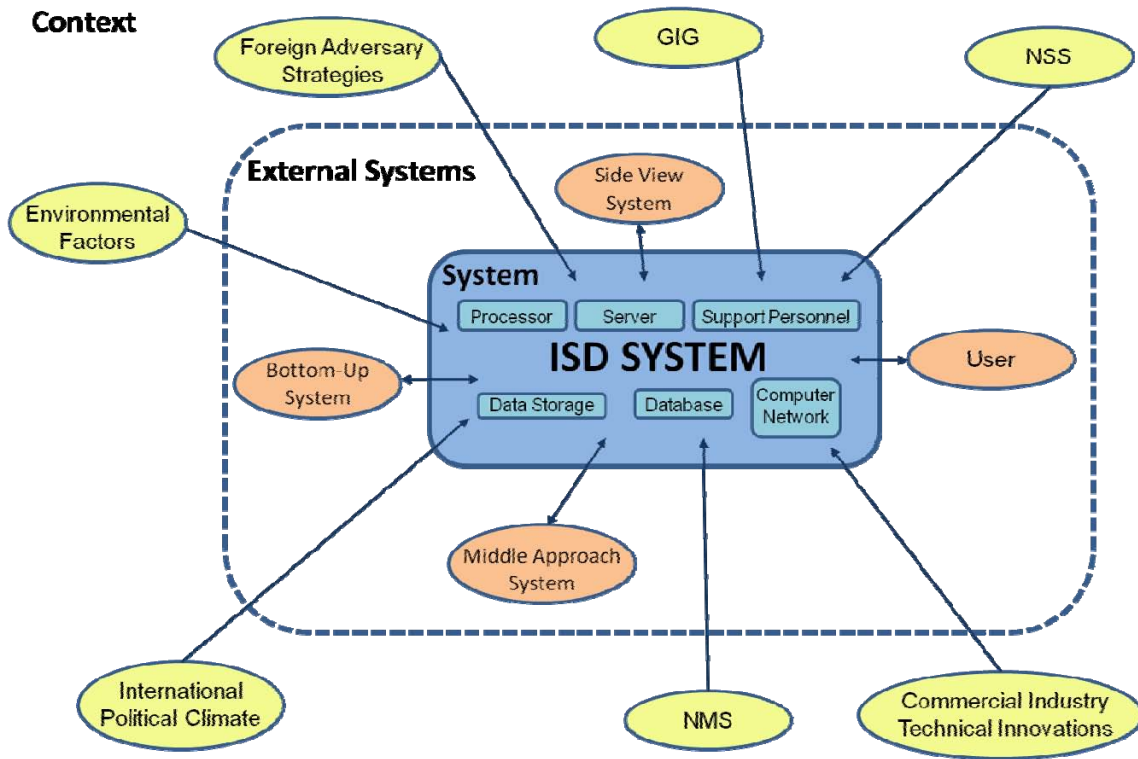 Context
Foreign Adversary
Strategies
GIG
NSS
External Systems
Side View
System
Environmental
Factors
System
Processor
Server
Support Personnel
ISD SYSTEM
Bottom-Up
System
User
Data Storage
Database
Computer
Network
Middle Approach
System
International
Political Climate
NMS
Commercial Industry
Technical Innovations